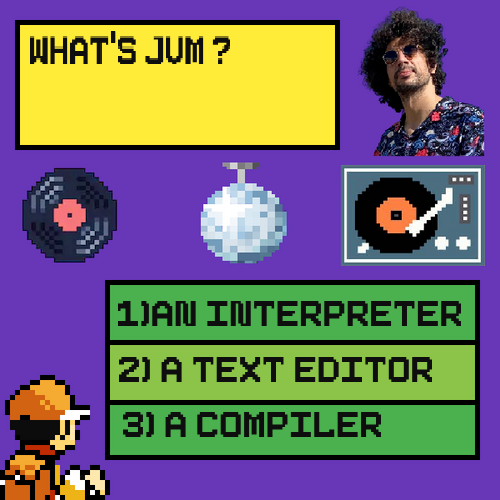 WHAT'S JVM ?
1)AN INTERPRETER
2) A TEXT EDITOR
3) A COMPILER